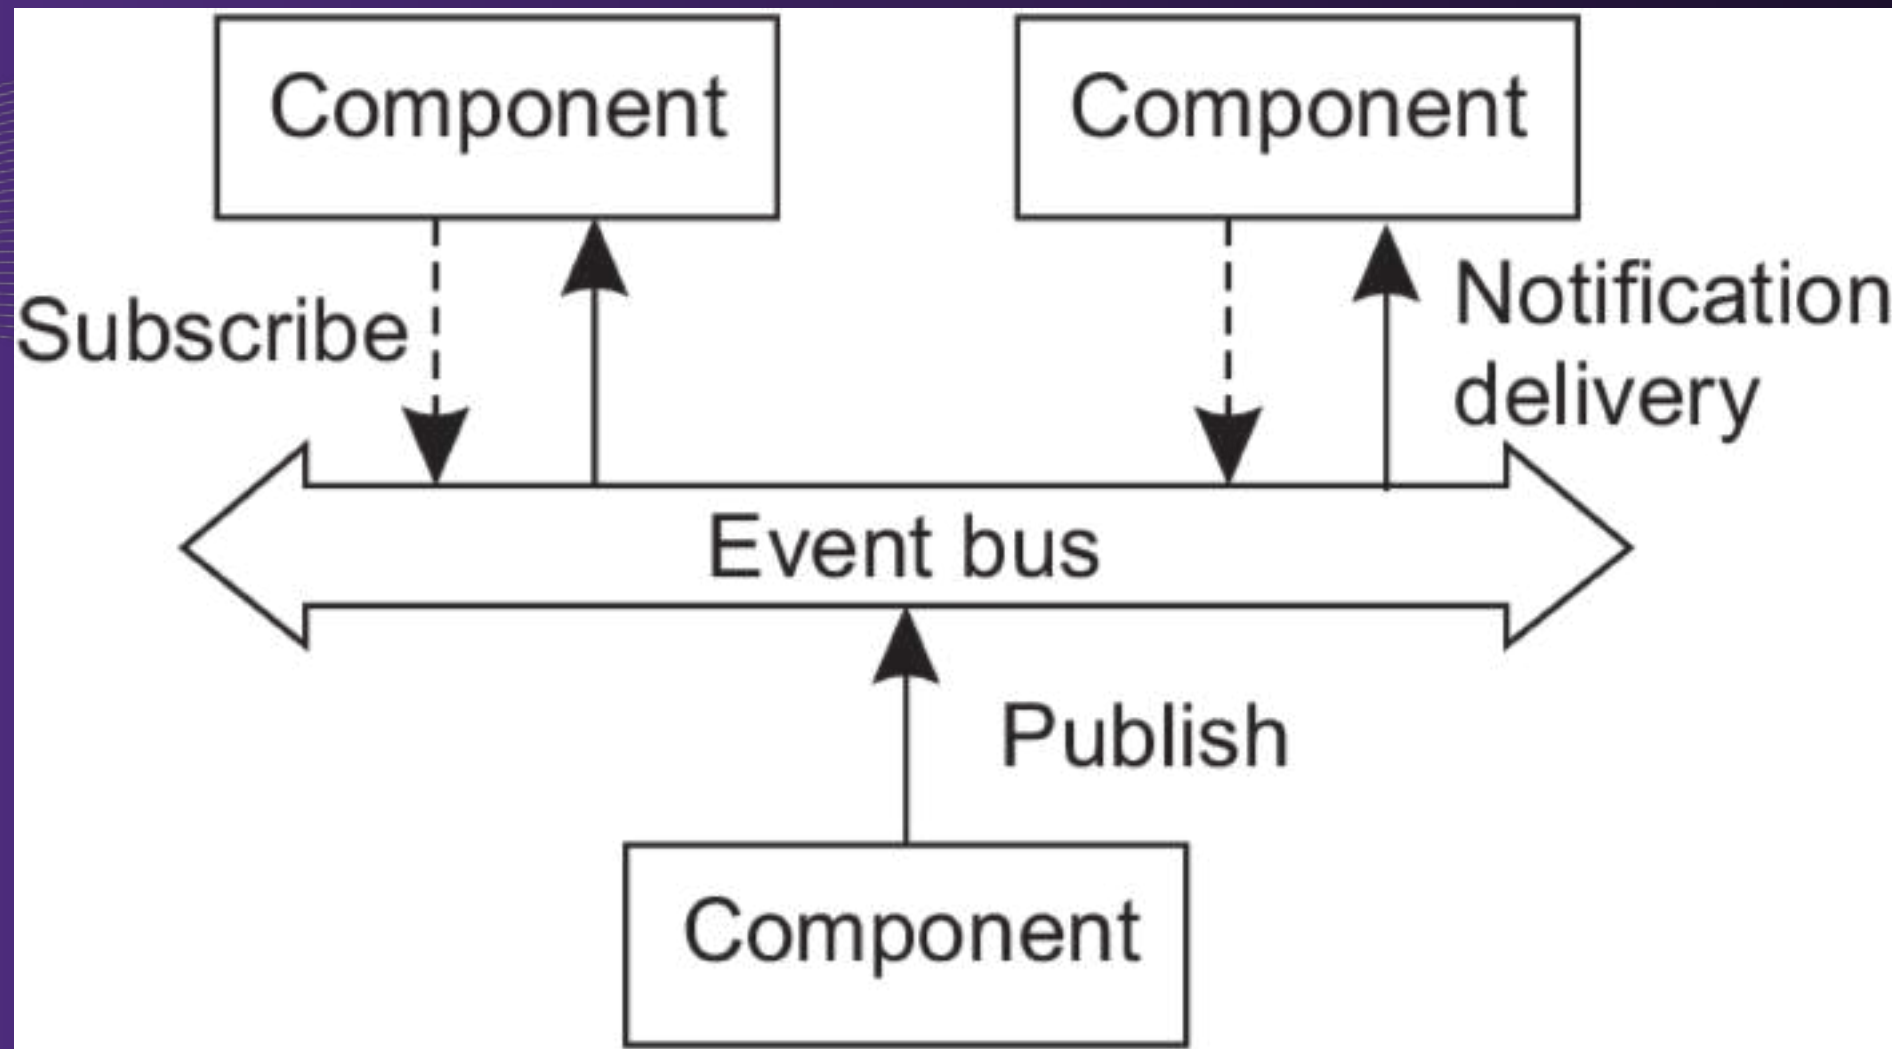 Component
Component
Subscribe
Notification
delivery
Event bus
Publish
Component